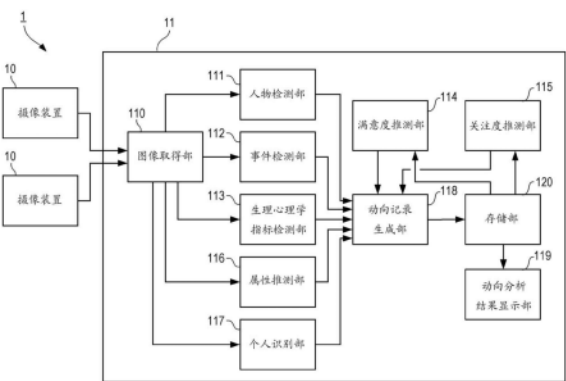 1
11
10
摄像装置
10
摄像装置
110
图像取得部
111
人物检测部
112
事件检测部
113
生理心理学
指标检测部
116
属性推测部
117
个人识别部
114
满意度推测部
115
关注度推测部
118
动向记录
生成部
120
存储部
119
动向分析
结果显示部